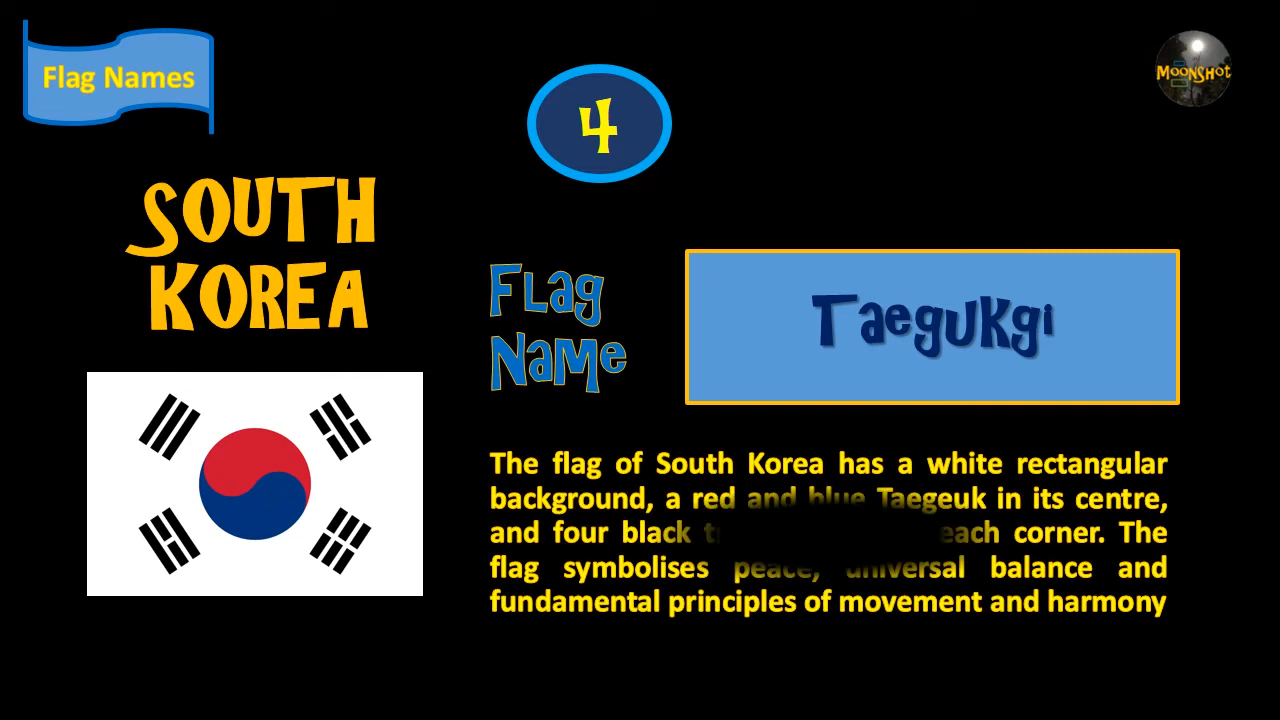 Flag Names
MOONSHOT
4
SOUTH
KOREA
Flag
Name
Taegukgi
The flag of South Korea has a white rectangular
background, a red and blue Taegeuk in its centre,
and four black each corner. The
flag symbolises peace, universal balance and
fundamental principles of movement and harmony